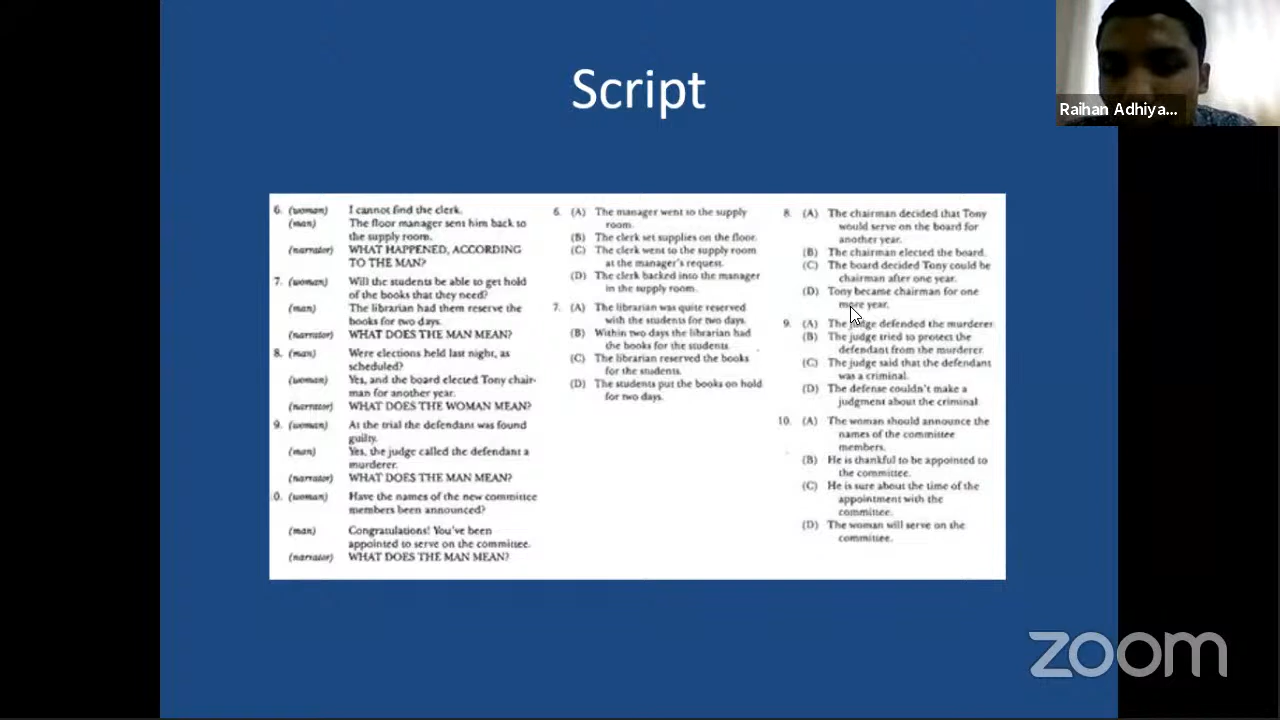 Script
Raihan Adhiya...
6. (woman) I cannot find the clerk.
(man) The floor manager sent him back to
the supply room.
(narrator) WHAT HAPPENED, ACCORDING
TO THE MAN?
7. (woman) Will the students be able to get hold
of the books that they need?
(man) The librarian had them reserve the
books for two days.
(narrator) WHAT DOES THE MAN MEAN?
8. (man) Were elections held last night, as
scheduled?
(woman) Yes, and the board elected Tony chair-
man for another year.
(narrator) WHAT DOES THE WOMAN MEAN?
9. (woman) At the trial the defendant was found
guilty.
(man) Yes, the judge called the defendant a
murderer.
(narrator) WHAT DOES THE MAN MEAN?
0. (woman) Have the names of the new committee
members been announced?
(man) Congratulations! You've been
appointed to serve on the committee.
(narrator) WHAT DOES THE MAN MEAN?
6. (A) The manager went to the supply
room.
(B) The clerk set supplies on the floor.
(C) The clerk went to the supply room
at the manager's request.
(D) The clerk backed into the manager
in the supply room.
7. (A) The librarian was quite reserved
with the students for two days.
(B) Within two days the librarian had
the books for the students.
(C) The librarian reserved the books
for the students.
(D) The students put the books on hold
for two days.
8. (A) The chairman decided that Tony
would serve on the board for
another year.
(B) The chairman elected the board.
(C) The board decided Tony could be
chairman after one year.
(D) Tony became chairman for one
more year.
9. (A) The judge defended the murderer.
(B) The judge tried to protect the
defendant from the murderer.
(C) The judge said that the defendant
was a criminal.
(D) The defense couldn't make a
judgment about the criminal
10. (A) The woman should announce the
names of the committee
members.
(B) He is thankful to be appointed to
the committee.
(C) He is sure about the time of the
appointment with the
committee.
(D) The woman will serve on the
committee.
zoom